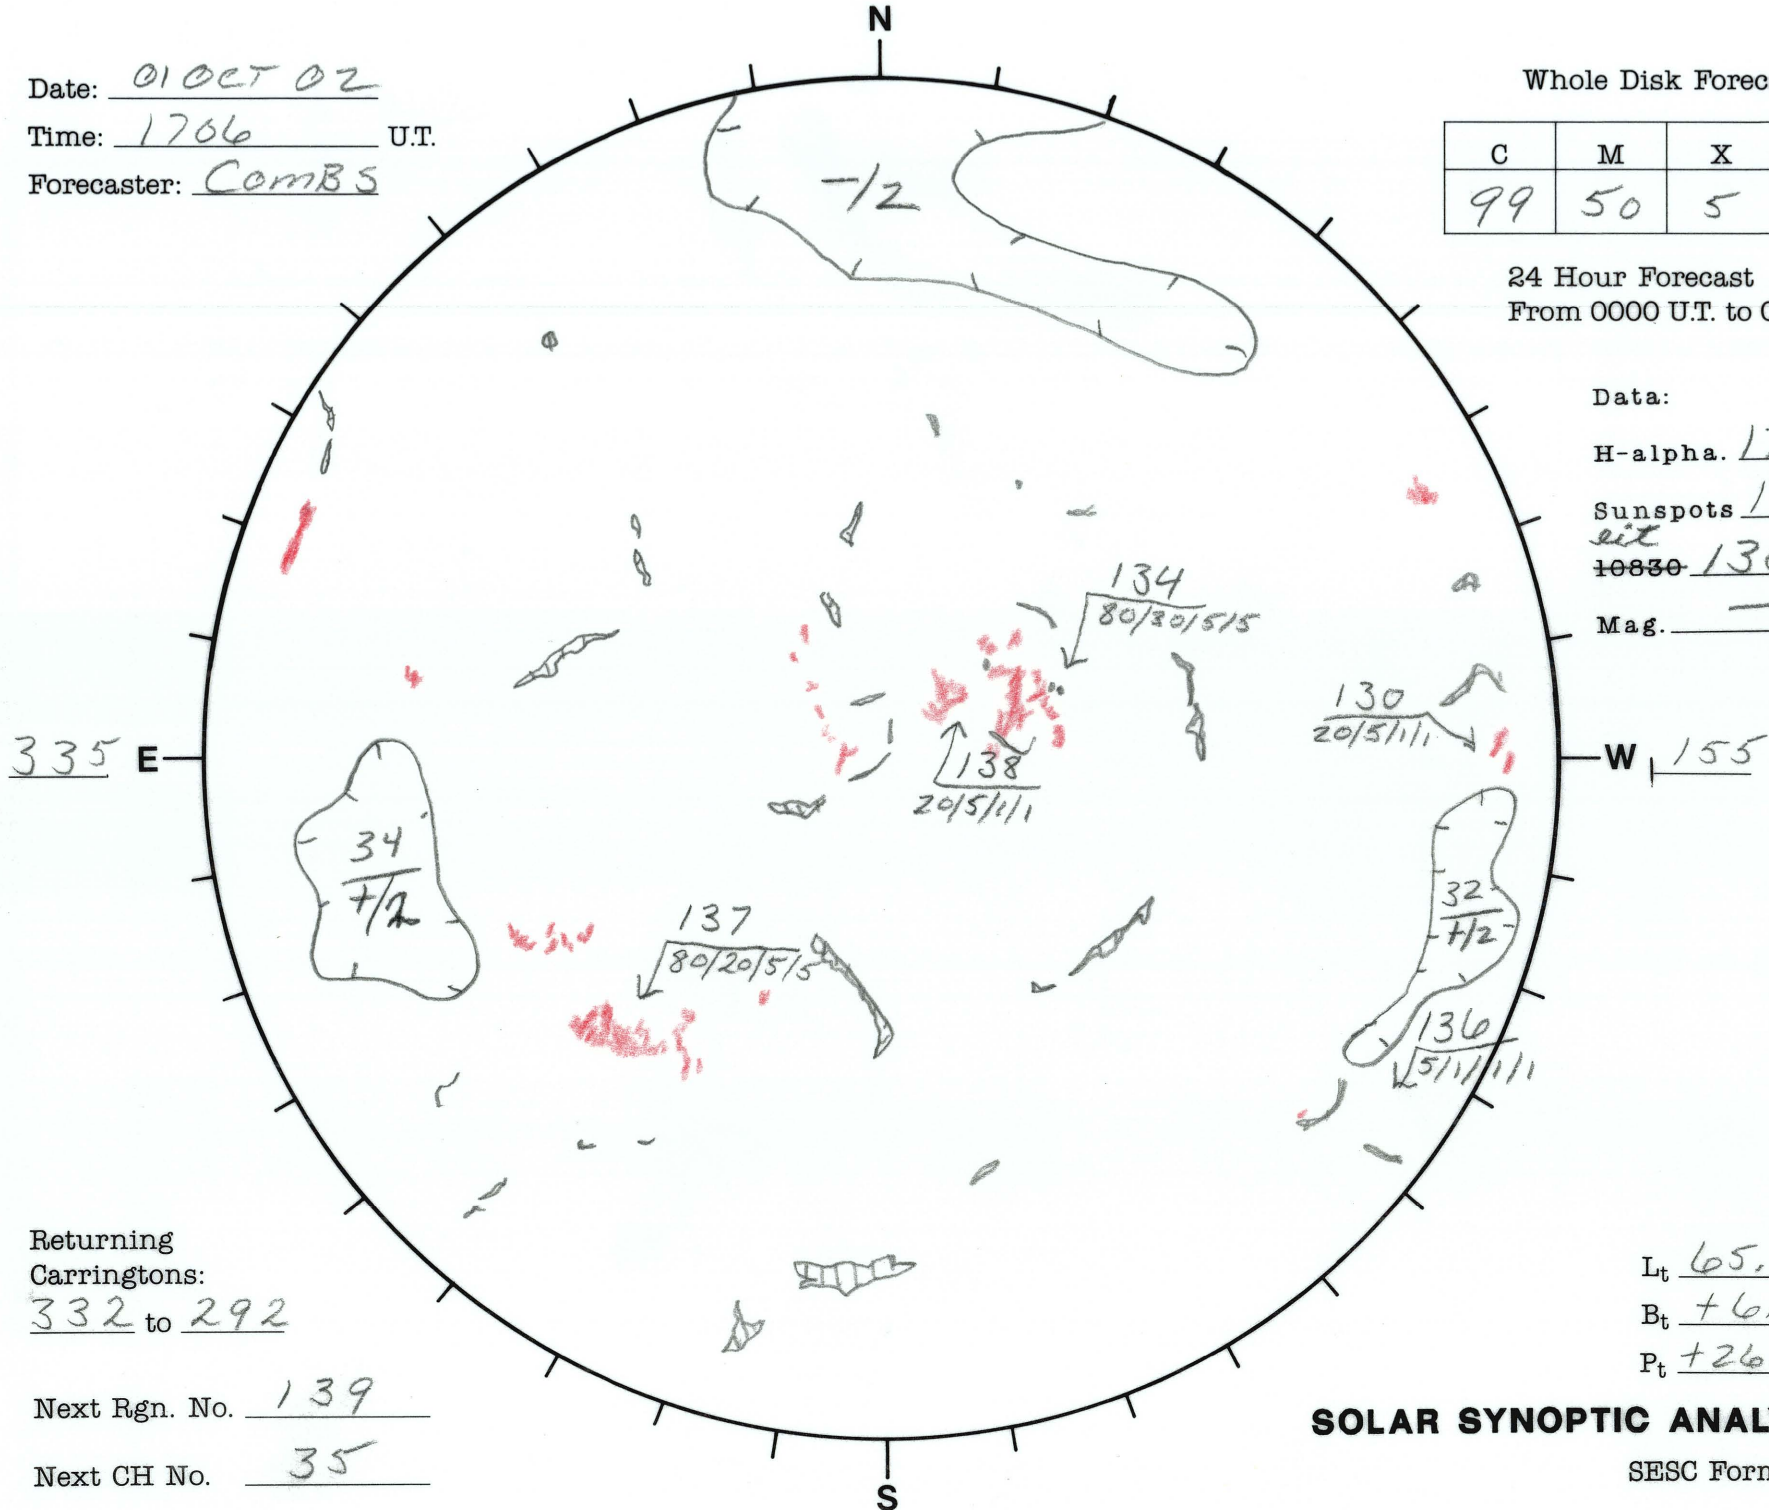 N
Date: 01 OCT 02
Time: 1706 U.T.
Forecaster: ComBS
Whole Disk Forec
C M X
99 50 5
24 Hour Forecast
From 0000 U.T. to
-/2
Data:
H-alpha.
Sunspots
eit
10830 130
Mag. —
134
80/30/5/5
130
20/5/1/1
335 E
W 155
138
20/5/1/1
34
+/2
32
+/2
137
80/20/5/5
136
5/1/1/1
Returning
Carringtons:
332 to 292
Lt 65.
Bt +6.
Pt +26
Next Rgn. No. 139
Next CH No. 35
SOLAR SYNOPTIC ANAL
SESC Form
S